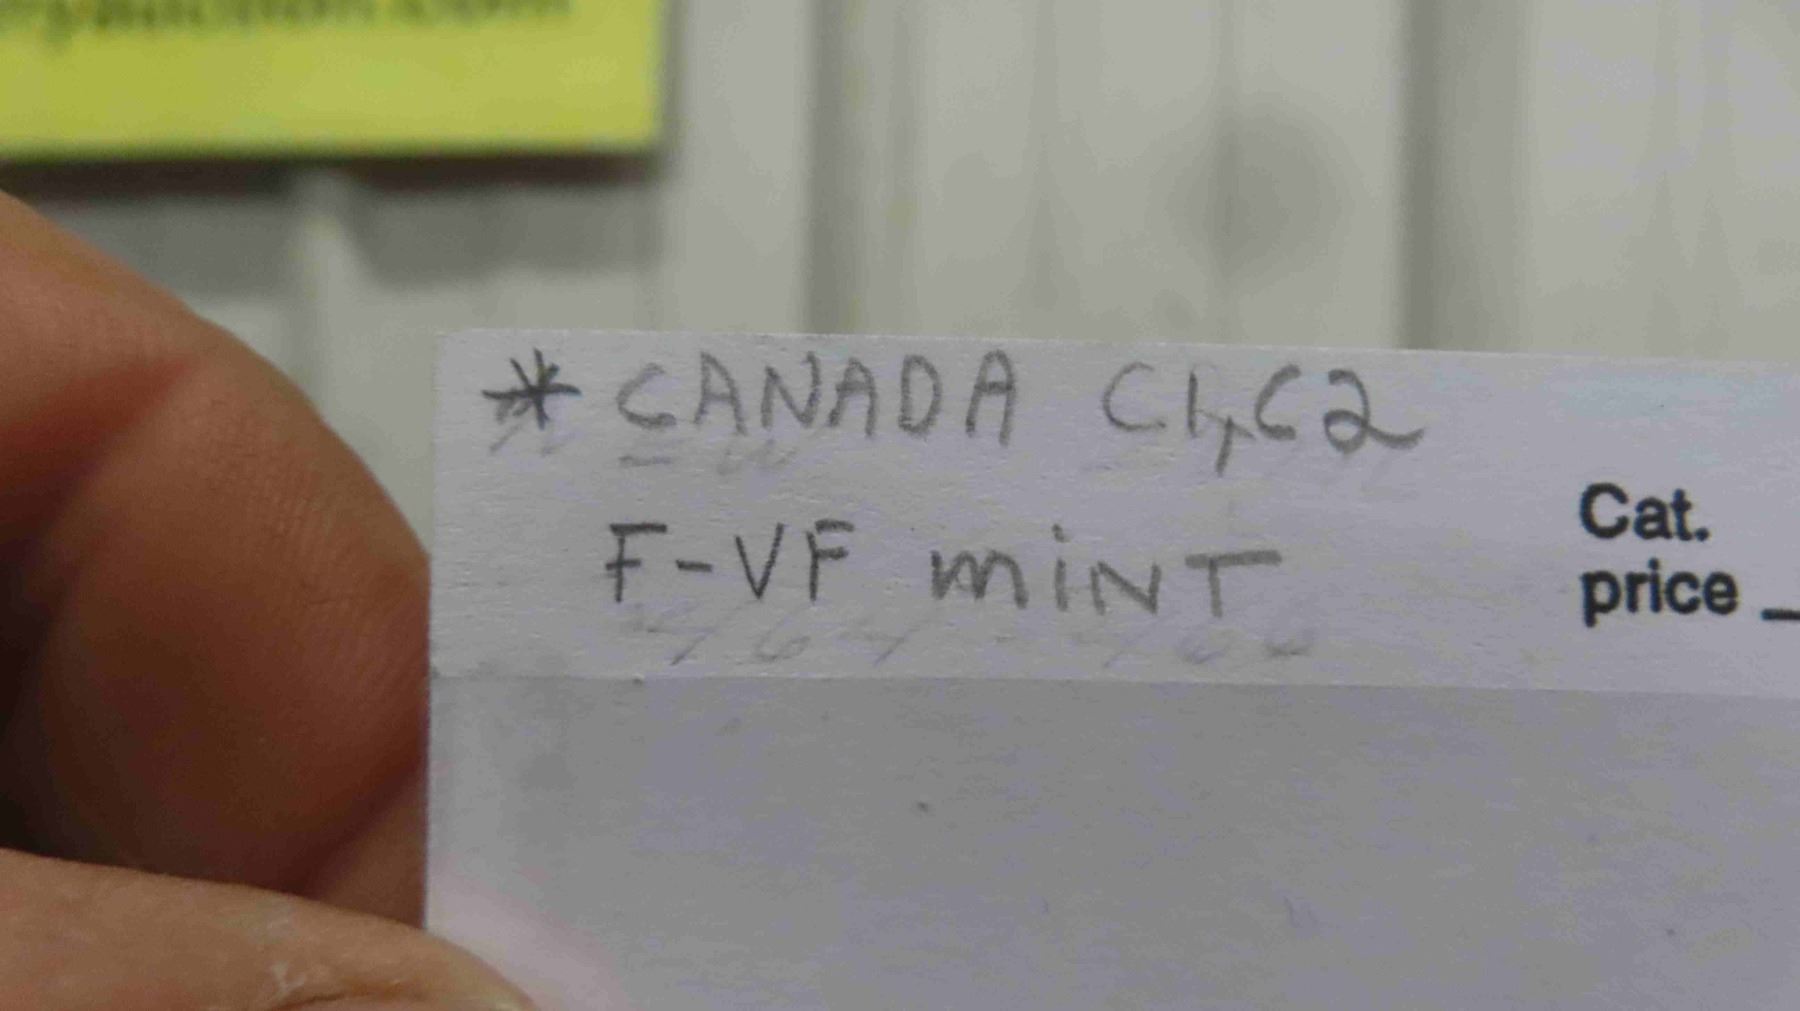 * CANADA C1, C2
F-VF MINT
Cat.
price